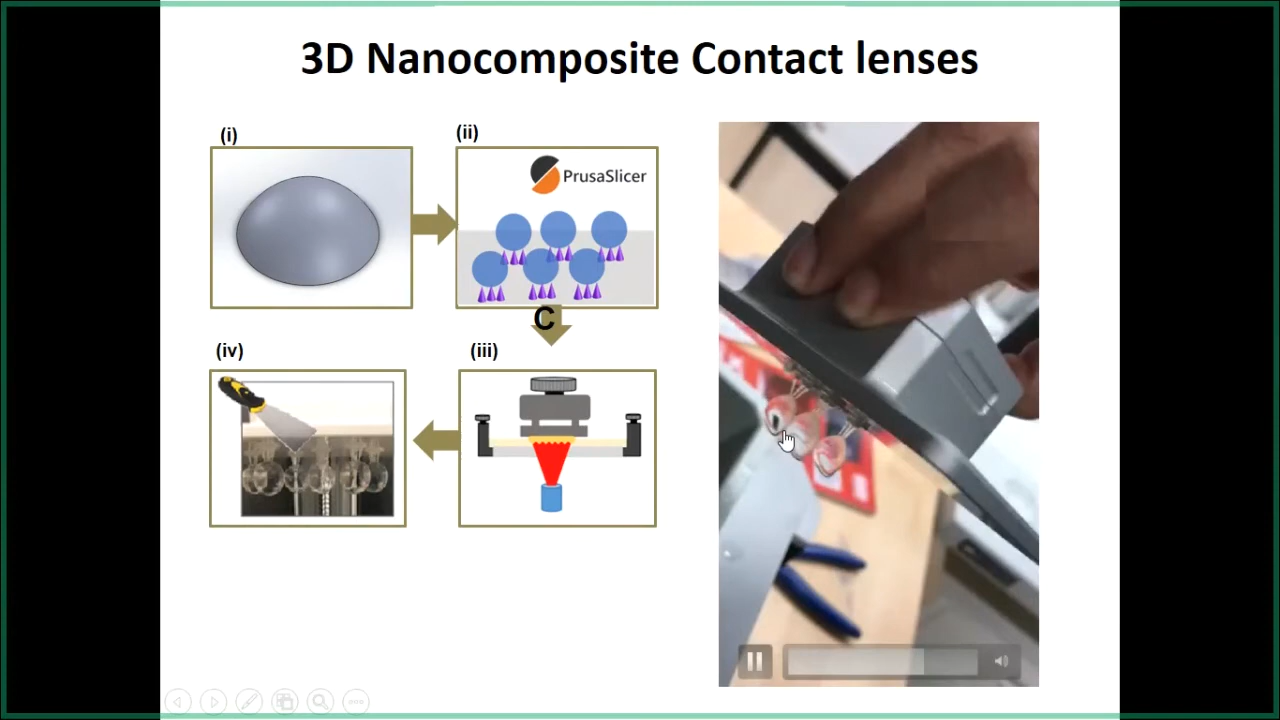 3D Nanocomposite Contact lenses
(i)
(ii)
PrusaSlicer
C
(iv)
(iii)